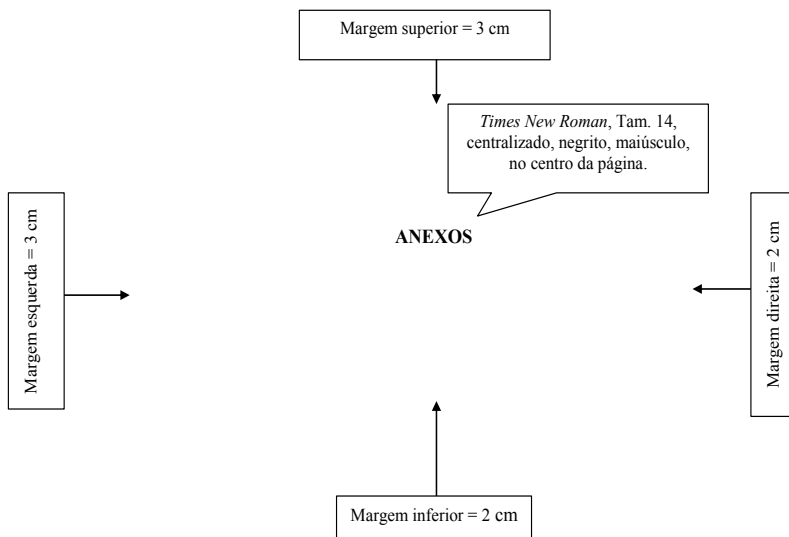 Margem superior = 3 cm
Times New Roman, Tam. 14,
centralizado, negrito, maiúsculo,
no centro da página.
ANEXOS
Margem esquerda = 3 cm
Margem direita = 2 cm
Margem inferior = 2 cm